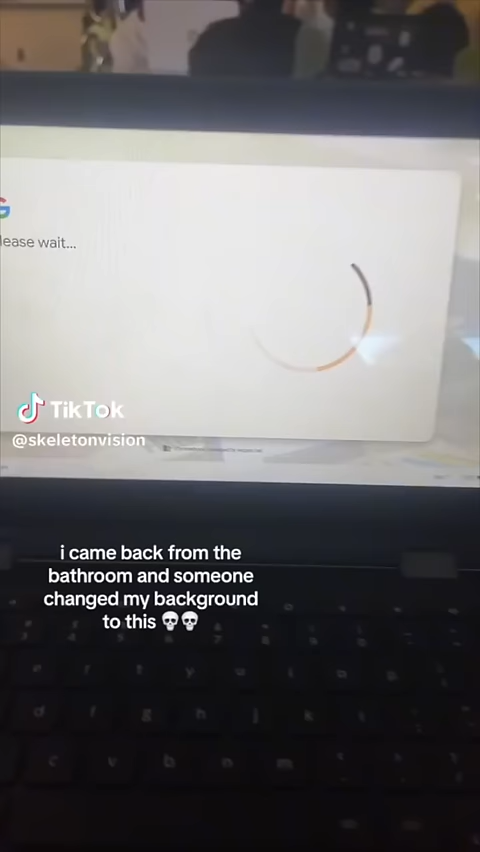 G
lease wait...
TikTok
@skeletonvision
i came back from the
bathroom and someone
changed my background
to this 💀💀
e r t y u i o p
d f g h j k l
c v b n m